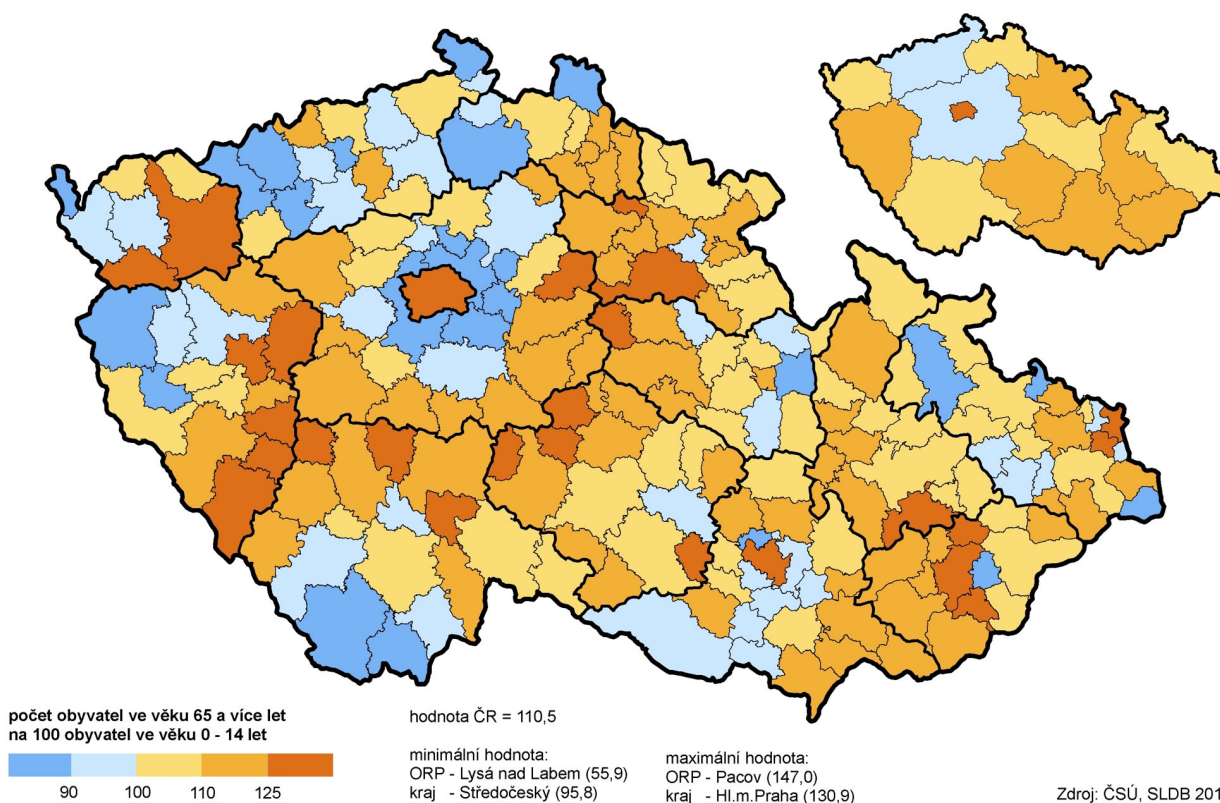 počet obyvatel ve věku 65 a více let
na 100 obyvatel ve věku 0 - 14 let
90 100 110 125
hodnota ČR = 110,5
minimální hodnota:
ORP - Lysá nad Labem (55,9)
kraj - Středočeský (95,8)
maximální hodnota:
ORP - Pacov (147,0)
kraj - Hl.m.Praha (130,9)
Zdroj: ČSÚ, SLDB 201